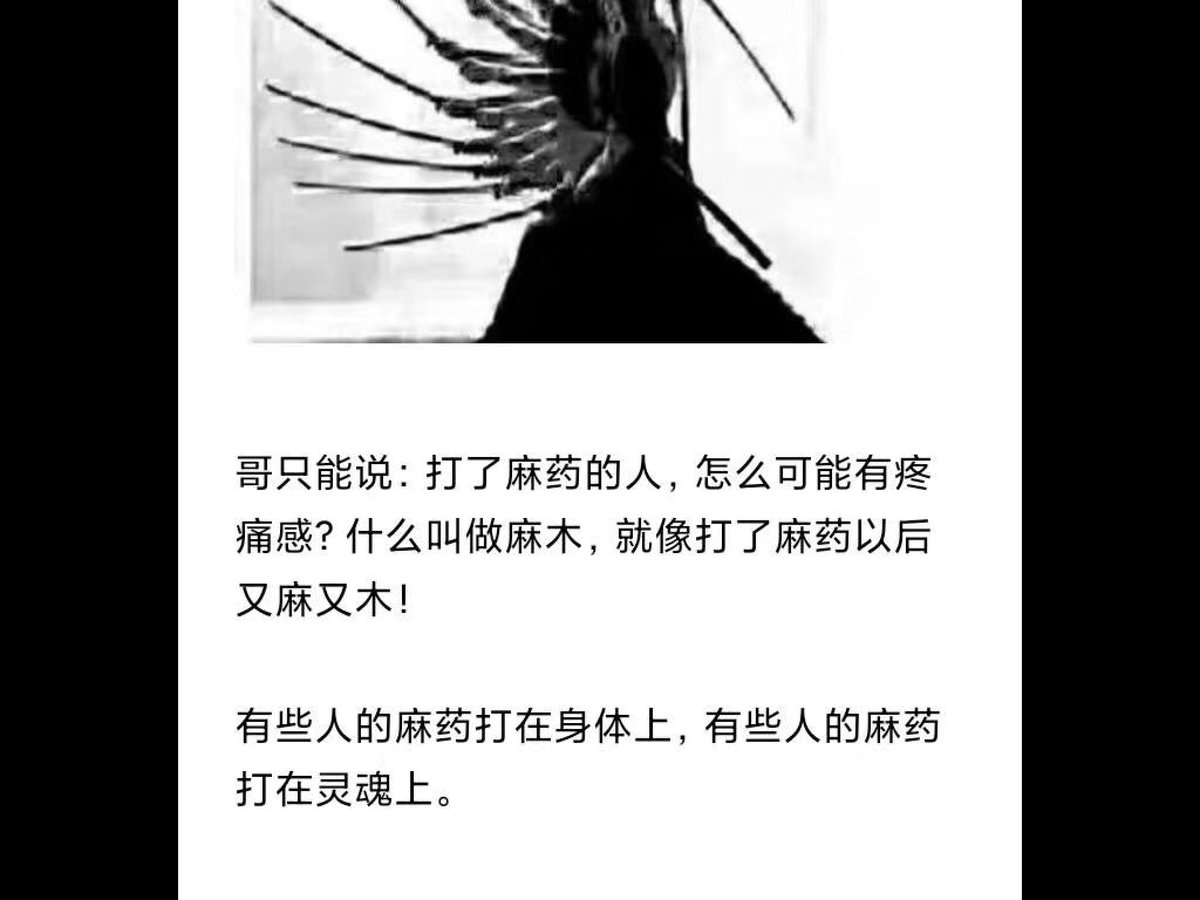 哥只能说：打了麻药的人，怎么可能有疼
痛感？什么叫做麻木，就像打了麻药以后
又麻又木！
有些人的麻药打在身体上，有些人的麻药
打在灵魂上。